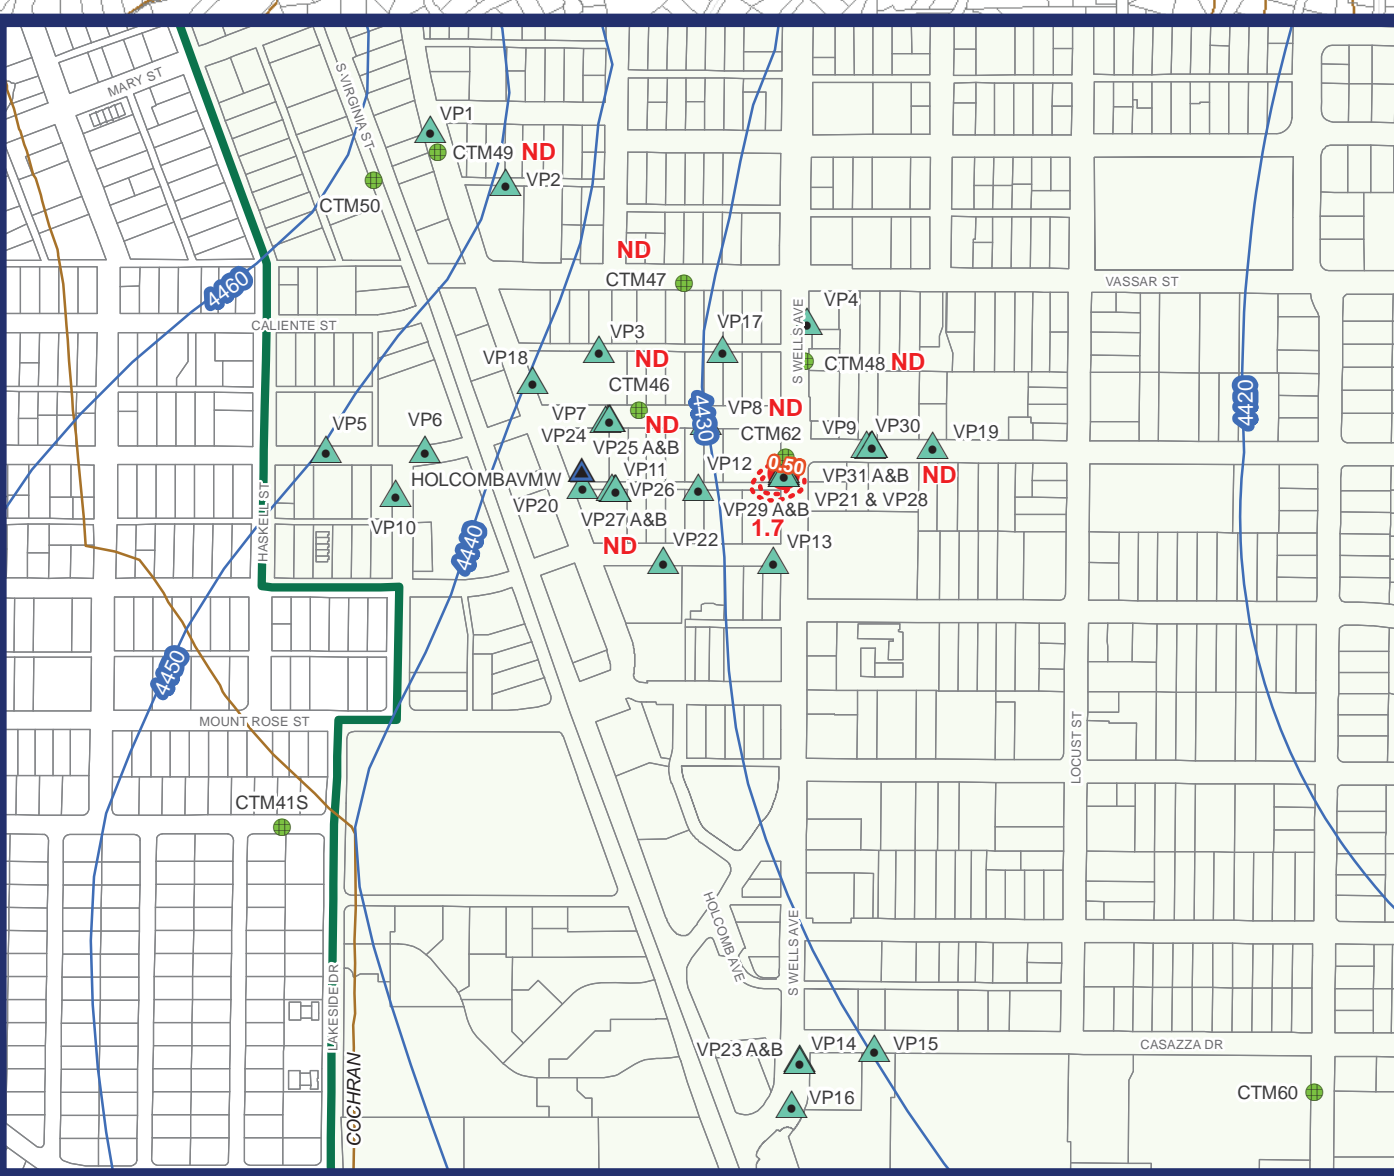 MARY ST
S VIRGINIA ST
VP1
CTM49
ND
VP2
CTM50
ND
CTM47
VASSAR ST
4460
CALIENTE ST
S WELLS AVE
VP4
VP3
VP17
VP18
ND
CTM48
ND
CTM46
4430
4420
VP7
VP8
ND
VP5
VP6
VP24
ND
CTM62
VP9
VP30
VP19
VP25 A&B
HOLCOMBAVMW
VP11
VP12
0.50
VP31 A&B
ND
VP20
VP26
VP21 & VP28
VP10
VP27 A&B
VP29 A&B
HASKELL ST
4440
ND
1.7
VP22
VP13
4450
MOUNT ROSE ST
LOCUST ST
CTM41S
HOLCOMB AVE
S WELLS AVE
LAKESIDE DR
COCHRAN
VP23 A&B
VP14
VP15
CASAZZA DR
VP16
CTM60